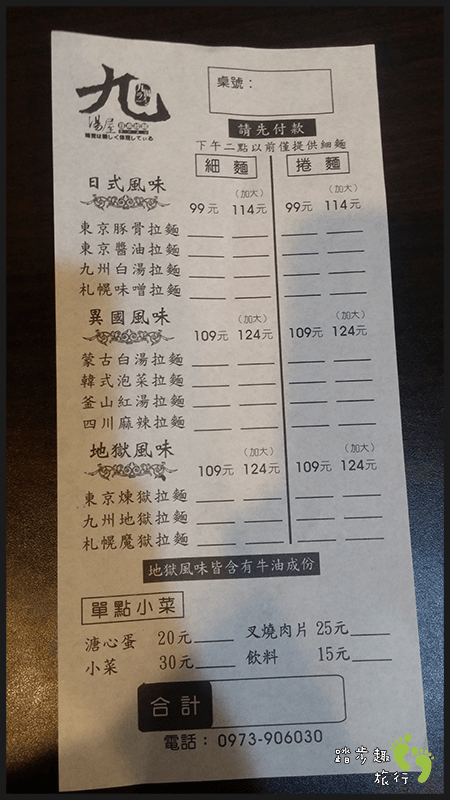 九
湯屋
桌號：
請先付款
下午二點以前僅提供細麵
細麵 捲麵
日式風味 99元 (加大) 114元 99元 (加大) 114元
東京豚骨拉麵
東京醬油拉麵
九州白湯拉麵
札幌味噌拉麵
異國風味 109元 (加大) 124元 109元 (加大) 124元
蒙古白湯拉麵
韓式泡菜拉麵
釜山紅湯拉麵
四川麻辣拉麵
地獄風味 109元 (加大) 124元 109元 (加大) 124元
東京煉獄拉麵
九州地獄拉麵
札幌魔獄拉麵
地獄風味皆含有牛油成份
單點小菜
溏心蛋 20元 叉燒肉片 25元
小菜 30元 飲料 15元
合計
電話：0973-906030
踏步趣
旅行